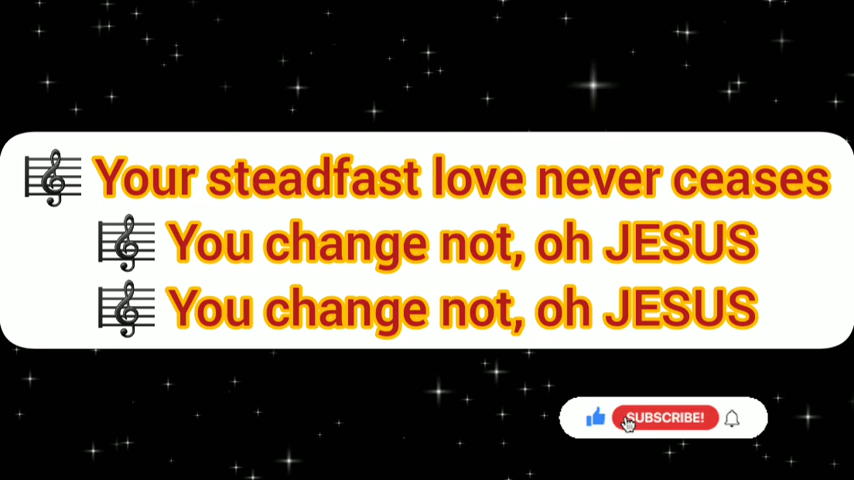 🎼 Your steadfast love never ceases
🎼 You change not, oh JESUS
🎼 You change not, oh JESUS
SUBSCRIBE!